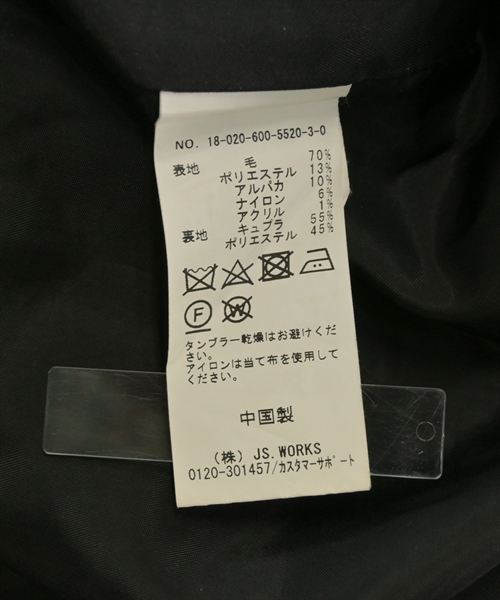 NO. 18-020-600-5520-3-0
表地 毛 70%
ポリエステル 13%
アルパカ 10%
ナイロン 6%
アクリル 1%
裏地 キュプラ 55%
ポリエステル 45%
F W
タンブラー乾燥はお避けくだ
さい。
アイロンは当て布を使用して
ください。
中国製
(株) JS.WORKS
0120-301457/カスタマーサポート